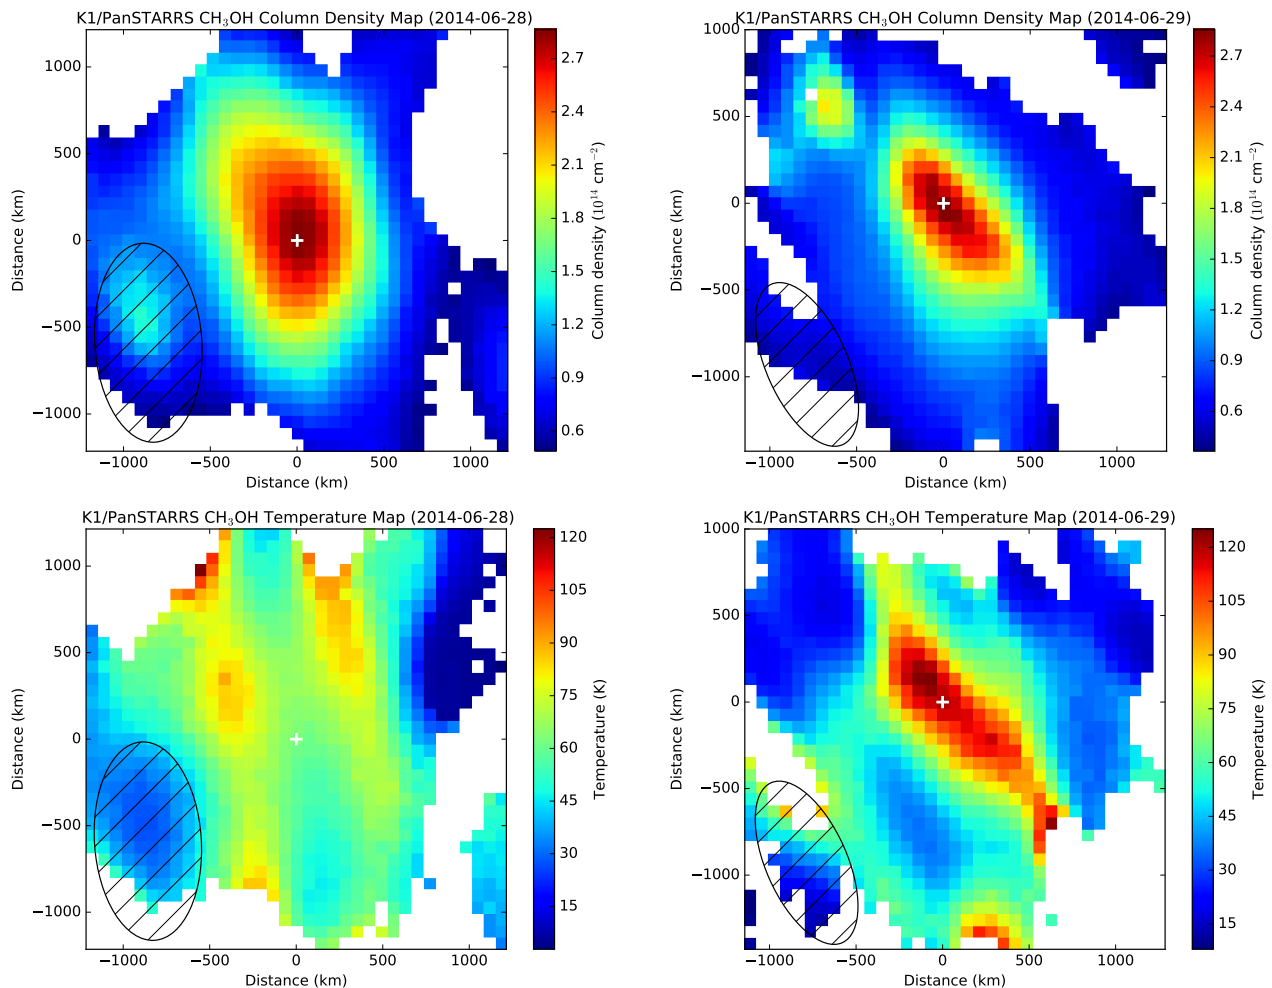 K1/PanSTARRS CH₃OH Column Density Map (2014-06-28)
1000
500
0
−500
−1000
Distance (km)
−1000 −500 0 500 1000
Distance (km)
2.7
2.4
2.1
1.8
1.5
1.2
0.9
0.6
Column density (10¹⁴ cm⁻²)
K1/PanSTARRS CH₃OH Column Density Map (2014-06-29)
1000
500
0
−500
−1000
Distance (km)
−1000 −500 0 500 1000
Distance (km)
2.7
2.4
2.1
1.8
1.5
1.2
0.9
0.6
Column density (10¹⁴ cm⁻²)
K1/PanSTARRS CH₃OH Temperature Map (2014-06-28)
1000
500
0
−500
−1000
Distance (km)
−1000 −500 0 500 1000
Distance (km)
120
105
90
75
60
45
30
15
Temperature (K)
K1/PanSTARRS CH₃OH Temperature Map (2014-06-29)
1000
500
0
−500
−1000
Distance (km)
−1000 −500 0 500 1000
Distance (km)
120
105
90
75
60
45
30
15
Temperature (K)